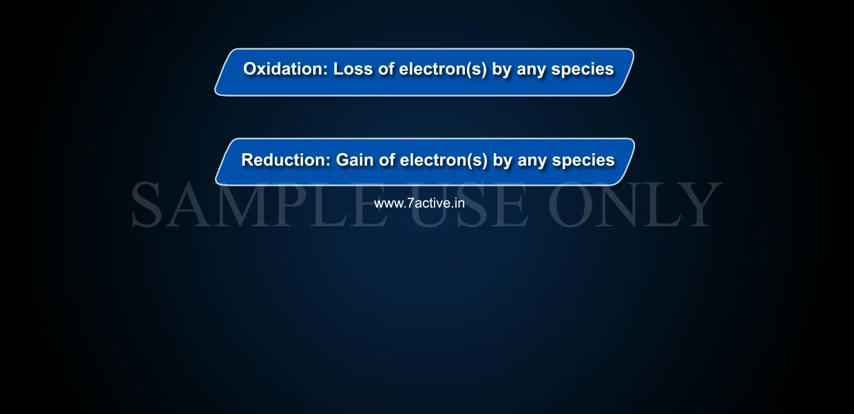 Oxidation: Loss of electron(s) by any species
Reduction: Gain of electron(s) by any species
SAMPLE USE ONLY
www.7active.in